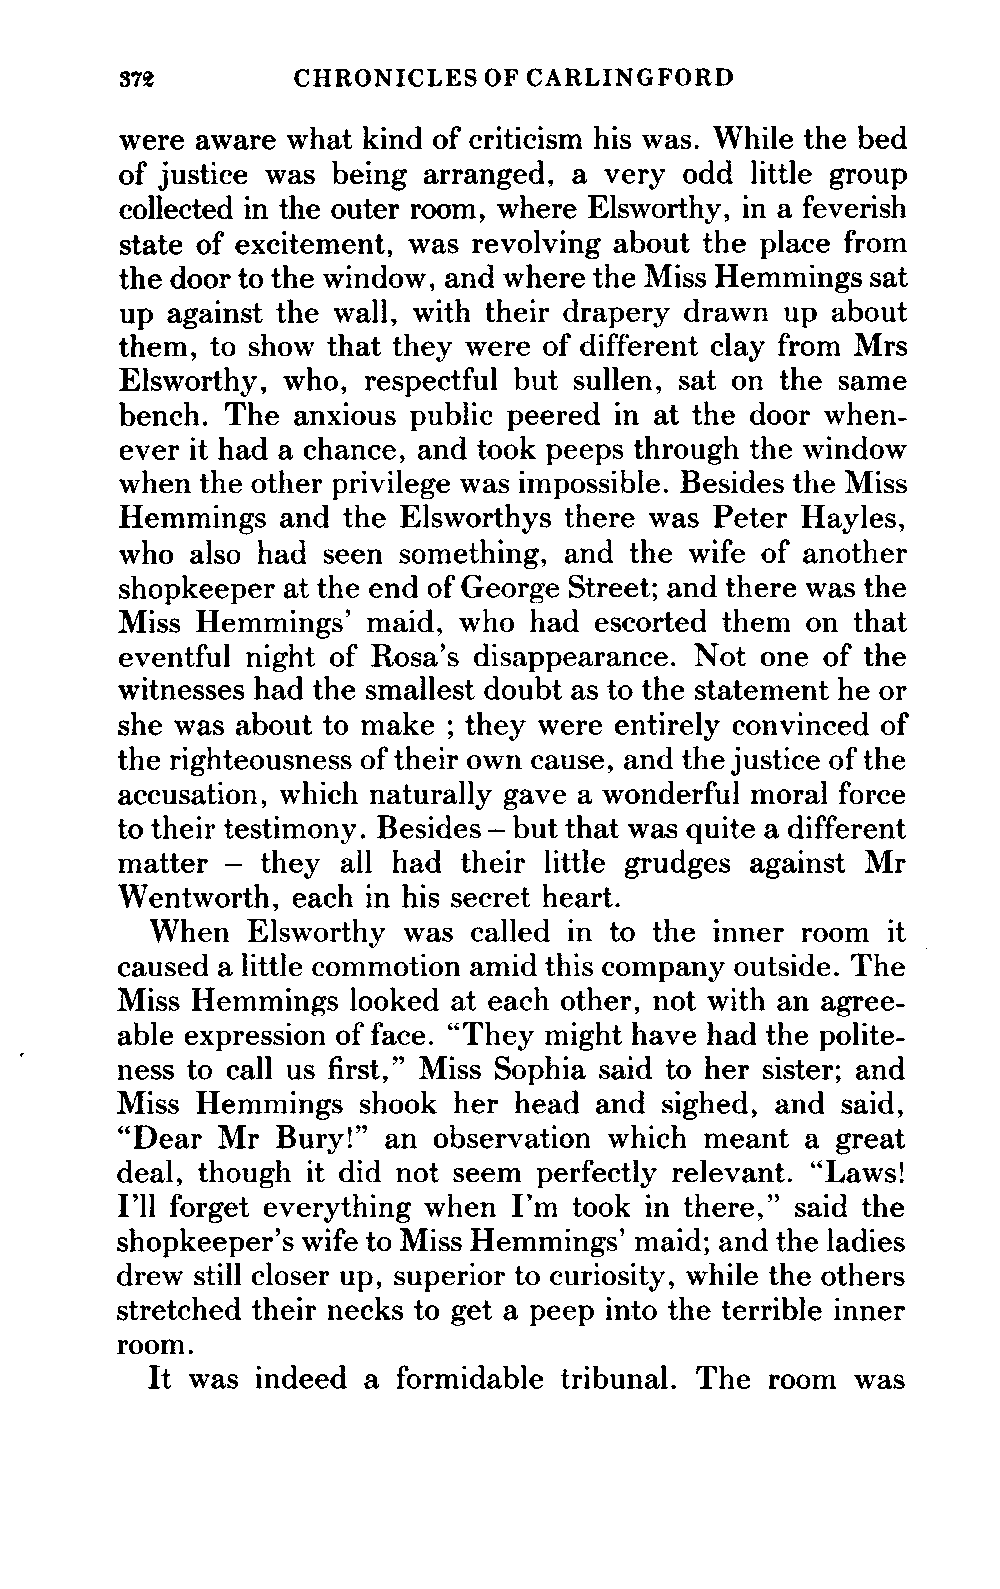 372 CHRONICLES OF CARLINGFORD
were aware what kind of criticism his was. While the bed
of justice was being arranged, a very odd little group
collected in the outer room, where Elsworthy, in a feverish
state of excitement, was revolving about the place from
the door to the window, and where the Miss Hemmings sat
up against the wall, with their drapery drawn up about
them, to show that they were of different clay from Mrs
Elsworthy, who, respectful but sullen, sat on the same
bench. The anxious public peered in at the door when-
ever it had a chance, and took peeps through the window
when the other privilege was impossible. Besides the Miss
Hemmings and the Elsworthys there was Peter Hayles,
who also had seen something, and the wife of another
shopkeeper at the end of George Street; and there was the
Miss Hemmings’ maid, who had escorted them on that
eventful night of Rosa’s disappearance. Not one of the
witnesses had the smallest doubt as to the statement he or
she was about to make ; they were entirely convinced of
the righteousness of their own cause, and the justice of the
accusation, which naturally gave a wonderful moral force
to their testimony. Besides – but that was quite a different
matter – they all had their little grudges against Mr
Wentworth, each in his secret heart.
When Elsworthy was called in to the inner room it
caused a little commotion amid this company outside. The
Miss Hemmings looked at each other, not with an agree-
able expression of face. “They might have had the polite-
ness to call us first,” Miss Sophia said to her sister; and
Miss Hemmings shook her head and sighed, and said,
“Dear Mr Bury!” an observation which meant a great
deal, though it did not seem perfectly relevant. “Laws!
I’ll forget everything when I’m took in there,” said the
shopkeeper’s wife to Miss Hemmings’ maid; and the ladies
drew still closer up, superior to curiosity, while the others
stretched their necks to get a peep into the terrible inner
room.
It was indeed a formidable tribunal. The room was